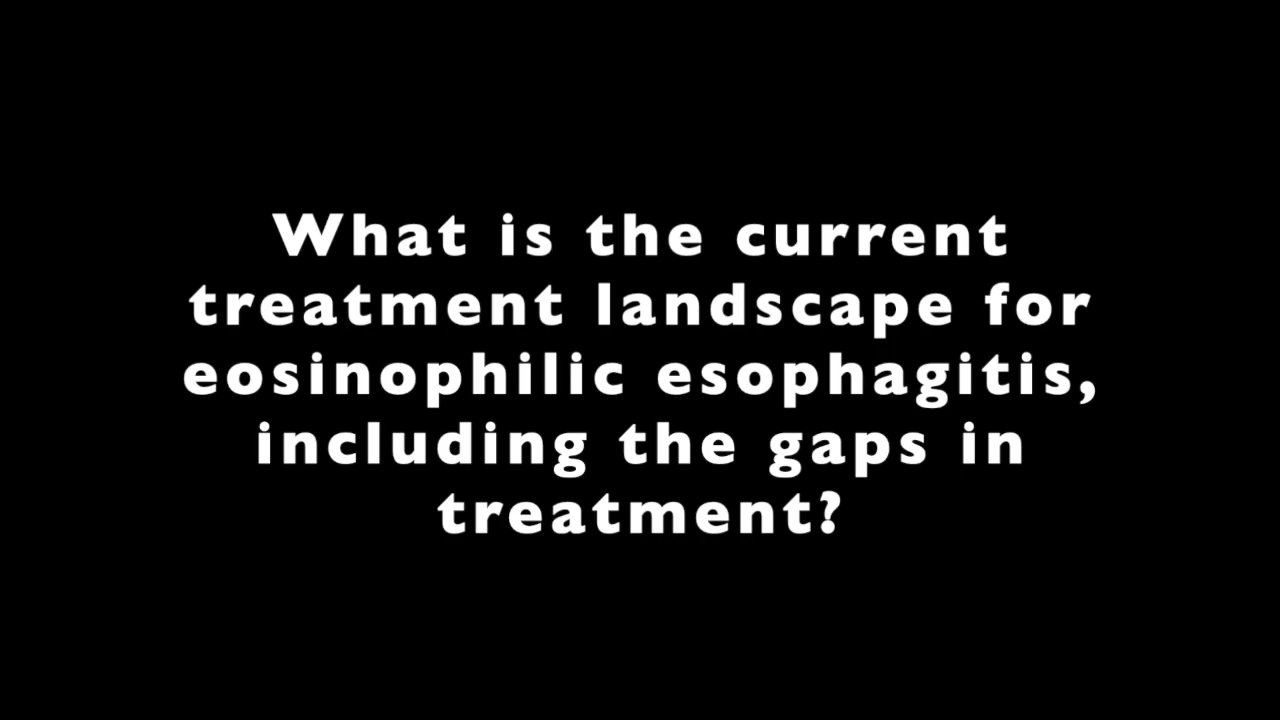 What is the current
treatment landscape for
eosinophilic esophagitis,
including the gaps in
treatment?